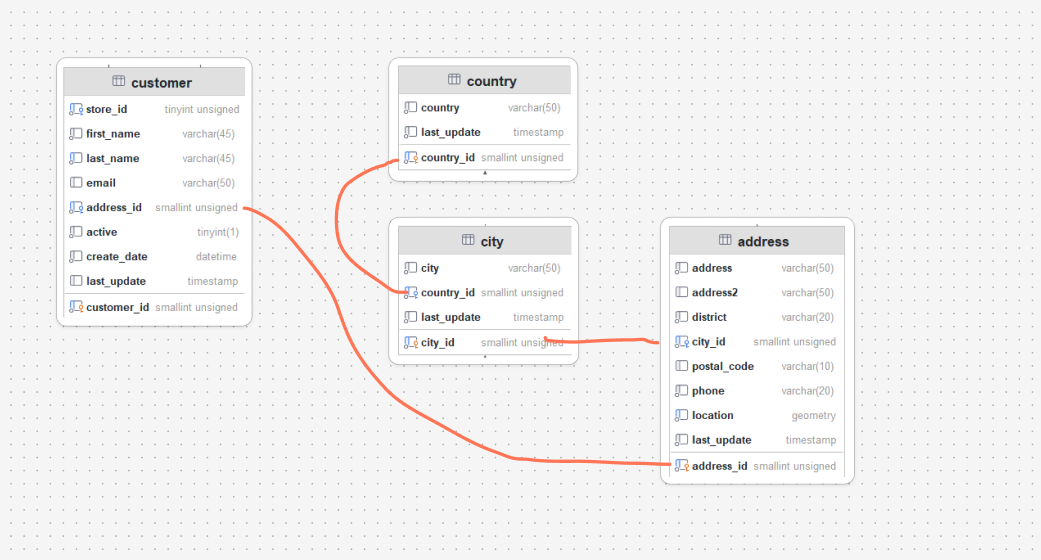 customer
store_id tinyint unsigned
first_name varchar(45)
last_name varchar(45)
email varchar(50)
address_id smallint unsigned
active tinyint(1)
create_date datetime
last_update timestamp
customer_id smallint unsigned
country
country varchar(50)
last_update timestamp
country_id smallint unsigned
city
city varchar(50)
country_id smallint unsigned
last_update timestamp
city_id smallint unsigned
address
address varchar(50)
address2 varchar(50)
district varchar(20)
city_id smallint unsigned
postal_code varchar(10)
phone varchar(20)
location geometry
last_update timestamp
address_id smallint unsigned